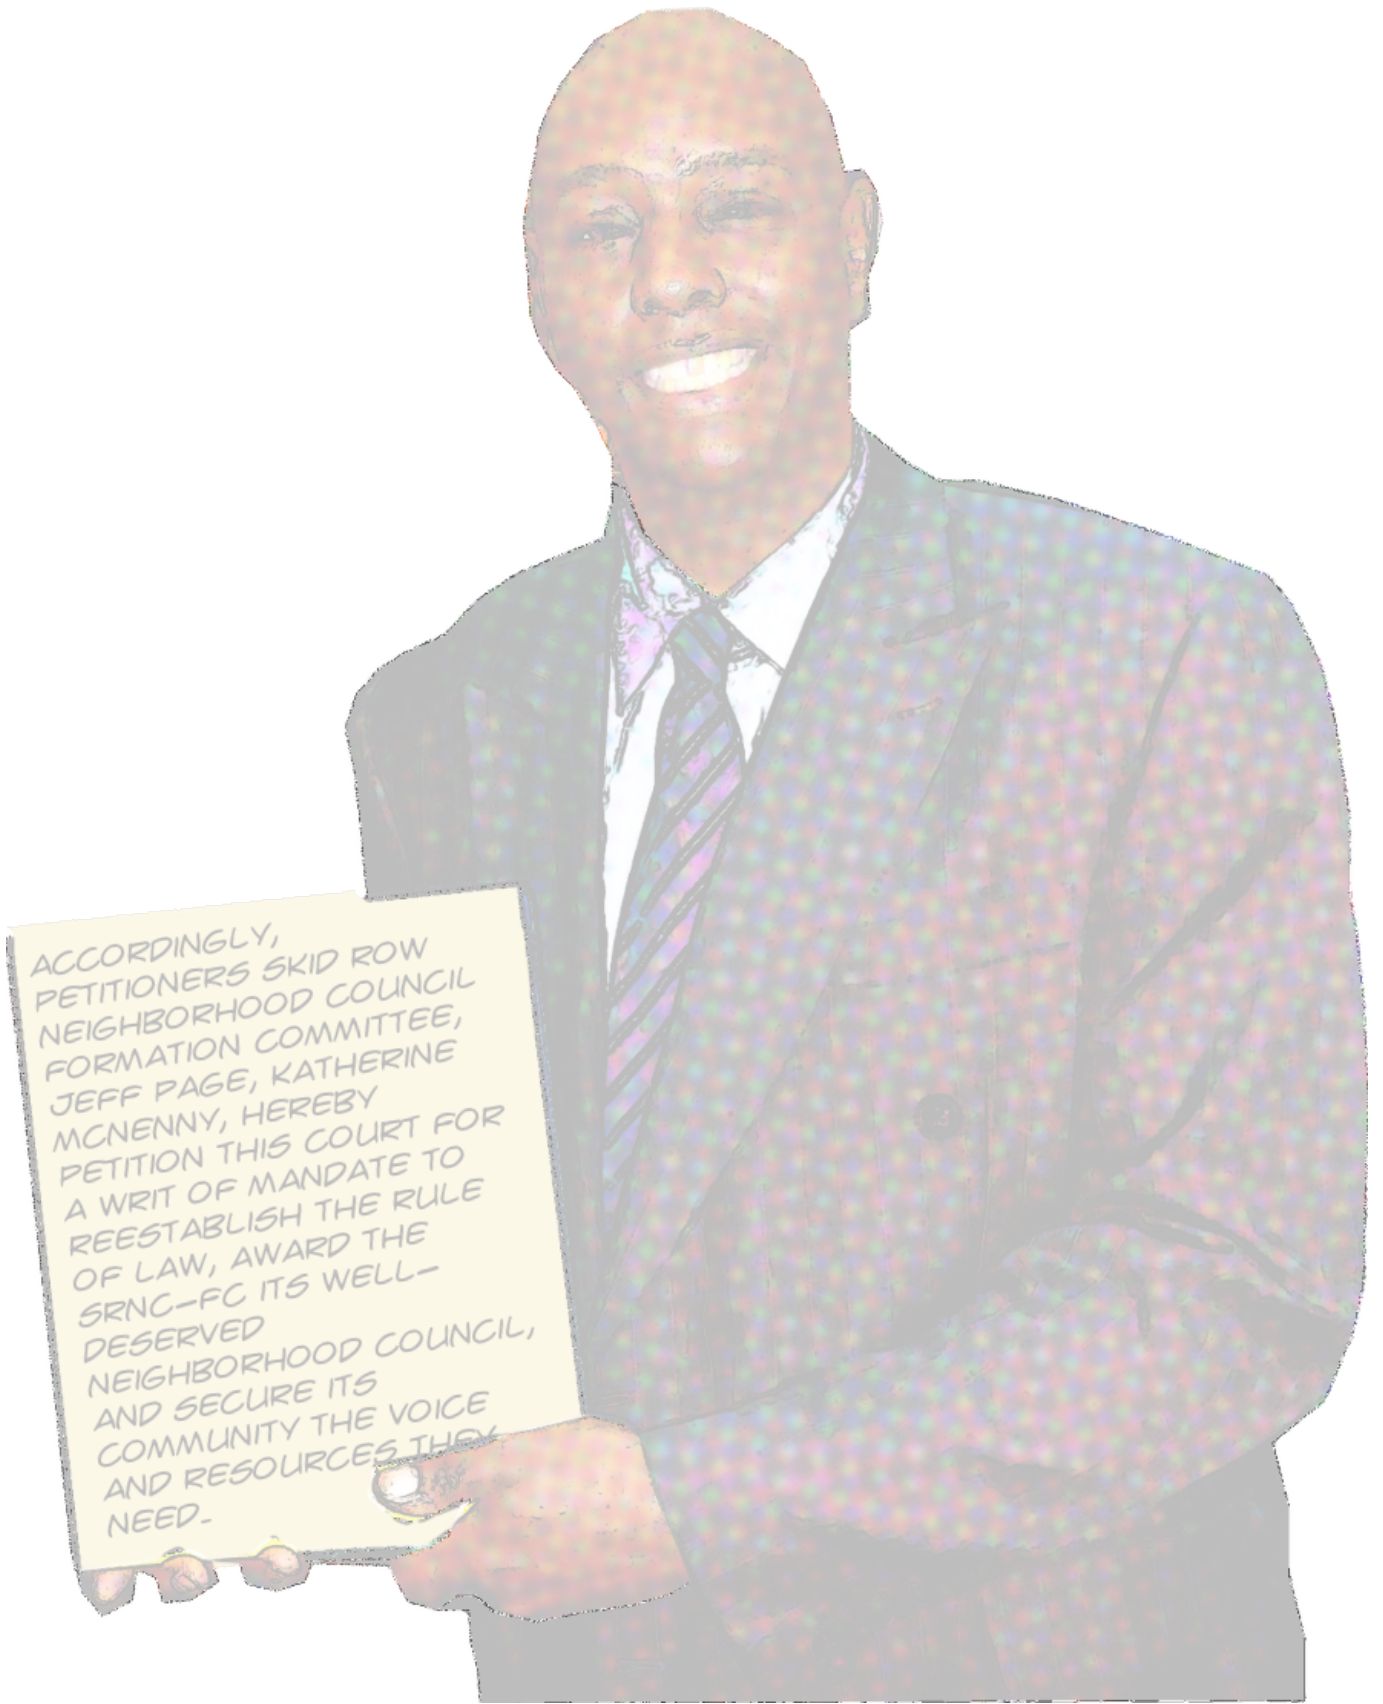 ACCORDINGLY,
PETITIONERS SKID ROW
NEIGHBORHOOD COUNCIL
FORMATION COMMITTEE,
JEFF PAGE, KATHERINE
MCNENNY, HEREBY
PETITION THIS COURT FOR
A WRIT OF MANDATE TO
REESTABLISH THE RULE
OF LAW, AWARD THE
SRNC-FC ITS WELL-
DESERVED
NEIGHBORHOOD COUNCIL,
AND SECURE ITS
COMMUNITY THE VOICE
AND RESOURCES THEY
NEED.